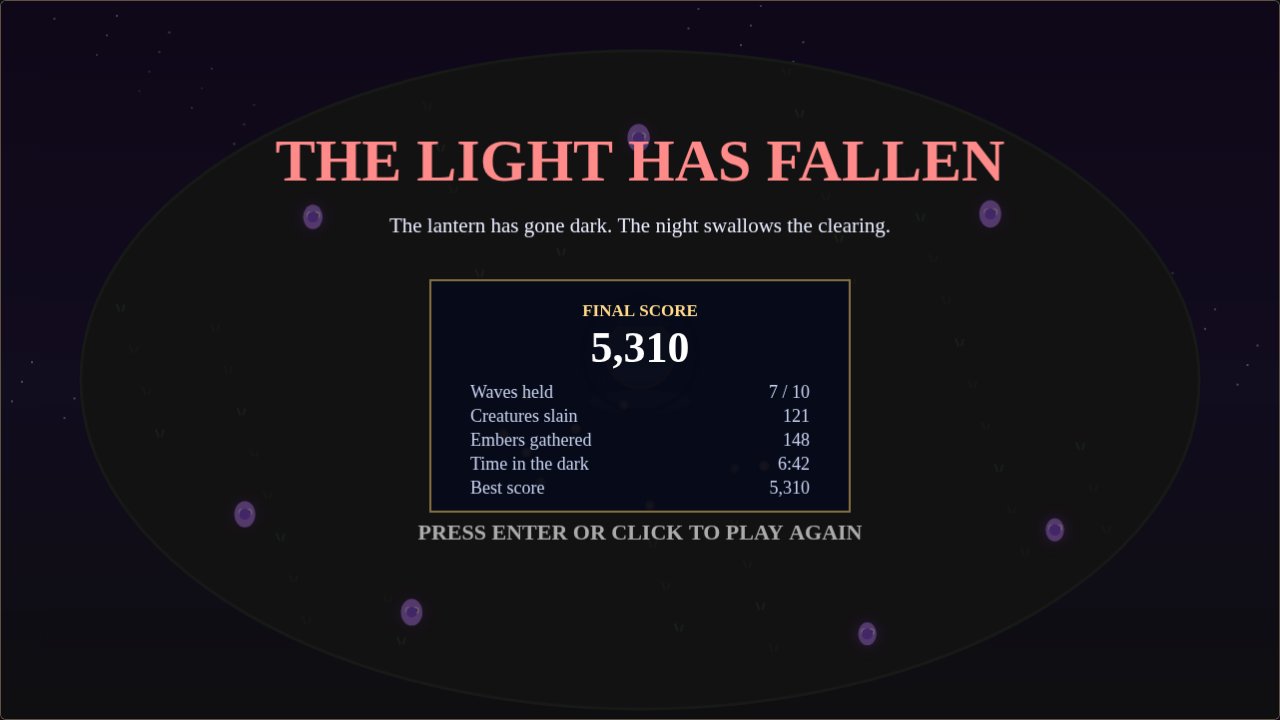 THE LIGHT HAS FALLEN
The lantern has gone dark. The night swallows the clearing.
FINAL SCORE
5,310
Waves held 7 / 10
Creatures slain 121
Embers gathered 148
Time in the dark 6:42
Best score 5,310
PRESS ENTER OR CLICK TO PLAY AGAIN